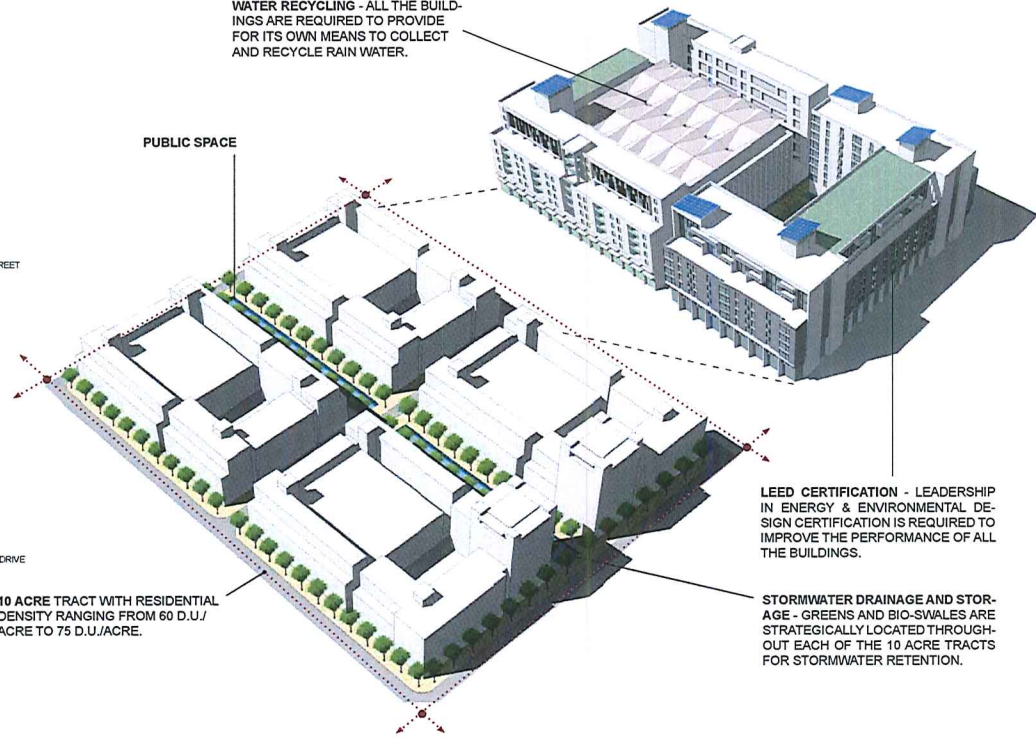 WATER RECYCLING - ALL THE BUILD-
INGS ARE REQUIRED TO PROVIDE
FOR ITS OWN MEANS TO COLLECT
AND RECYCLE RAIN WATER.
PUBLIC SPACE
REET
DRIVE
10 ACRE TRACT WITH RESIDENTIAL
DENSITY RANGING FROM 60 D.U./
ACRE TO 75 D.U./ACRE.
LEED CERTIFICATION - LEADERSHIP
IN ENERGY & ENVIRONMENTAL DE-
SIGN CERTIFICATION IS REQUIRED TO
IMPROVE THE PERFORMANCE OF ALL
THE BUILDINGS.
STORMWATER DRAINAGE AND STOR-
AGE - GREENS AND BIO-SWALES ARE
STRATEGICALLY LOCATED THROUGH-
OUT EACH OF THE 10 ACRE TRACTS
FOR STORMWATER RETENTION.